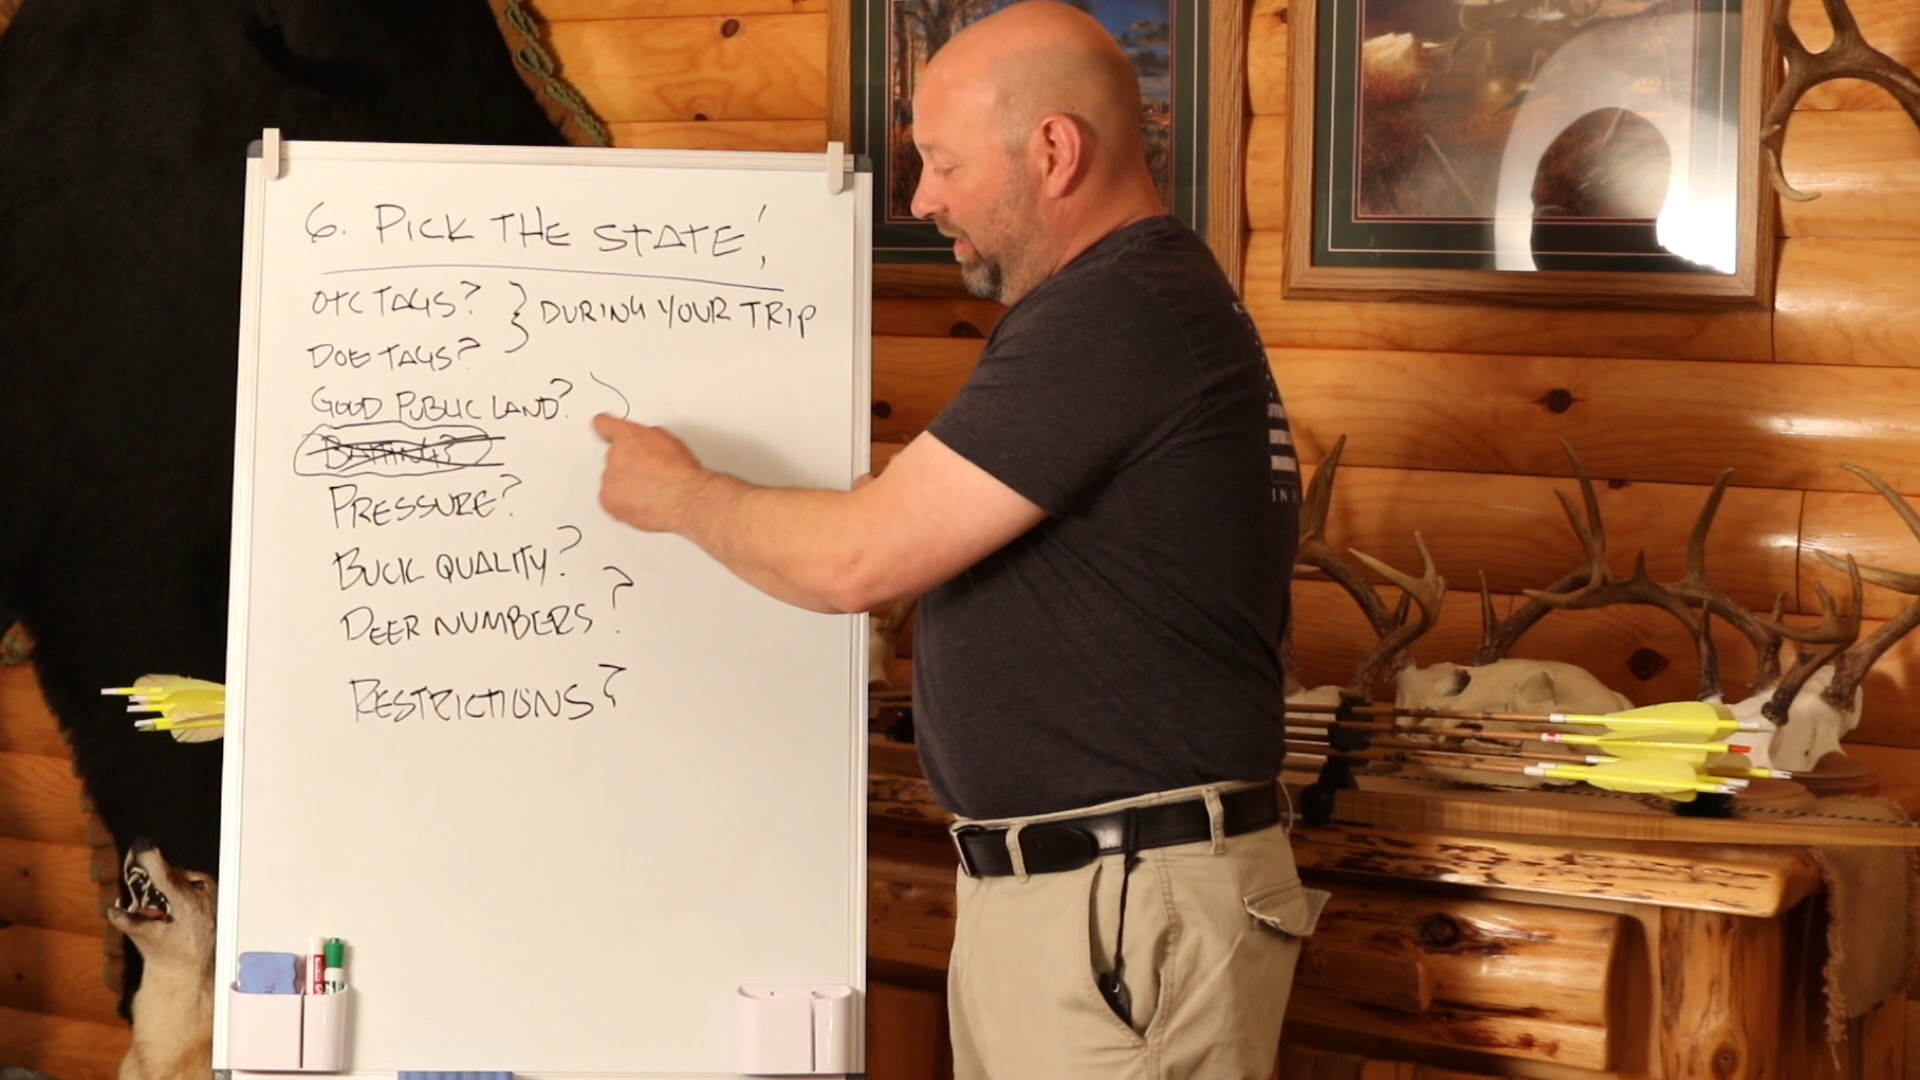 6. PICK THE STATE!
OTC TAGS? } DURING YOUR TRIP
DOE TAGS?
GOOD PUBLIC LAND?
BAITING?
PRESSURE?
BUCK QUALITY?
DEER NUMBERS?
RESTRICTIONS?